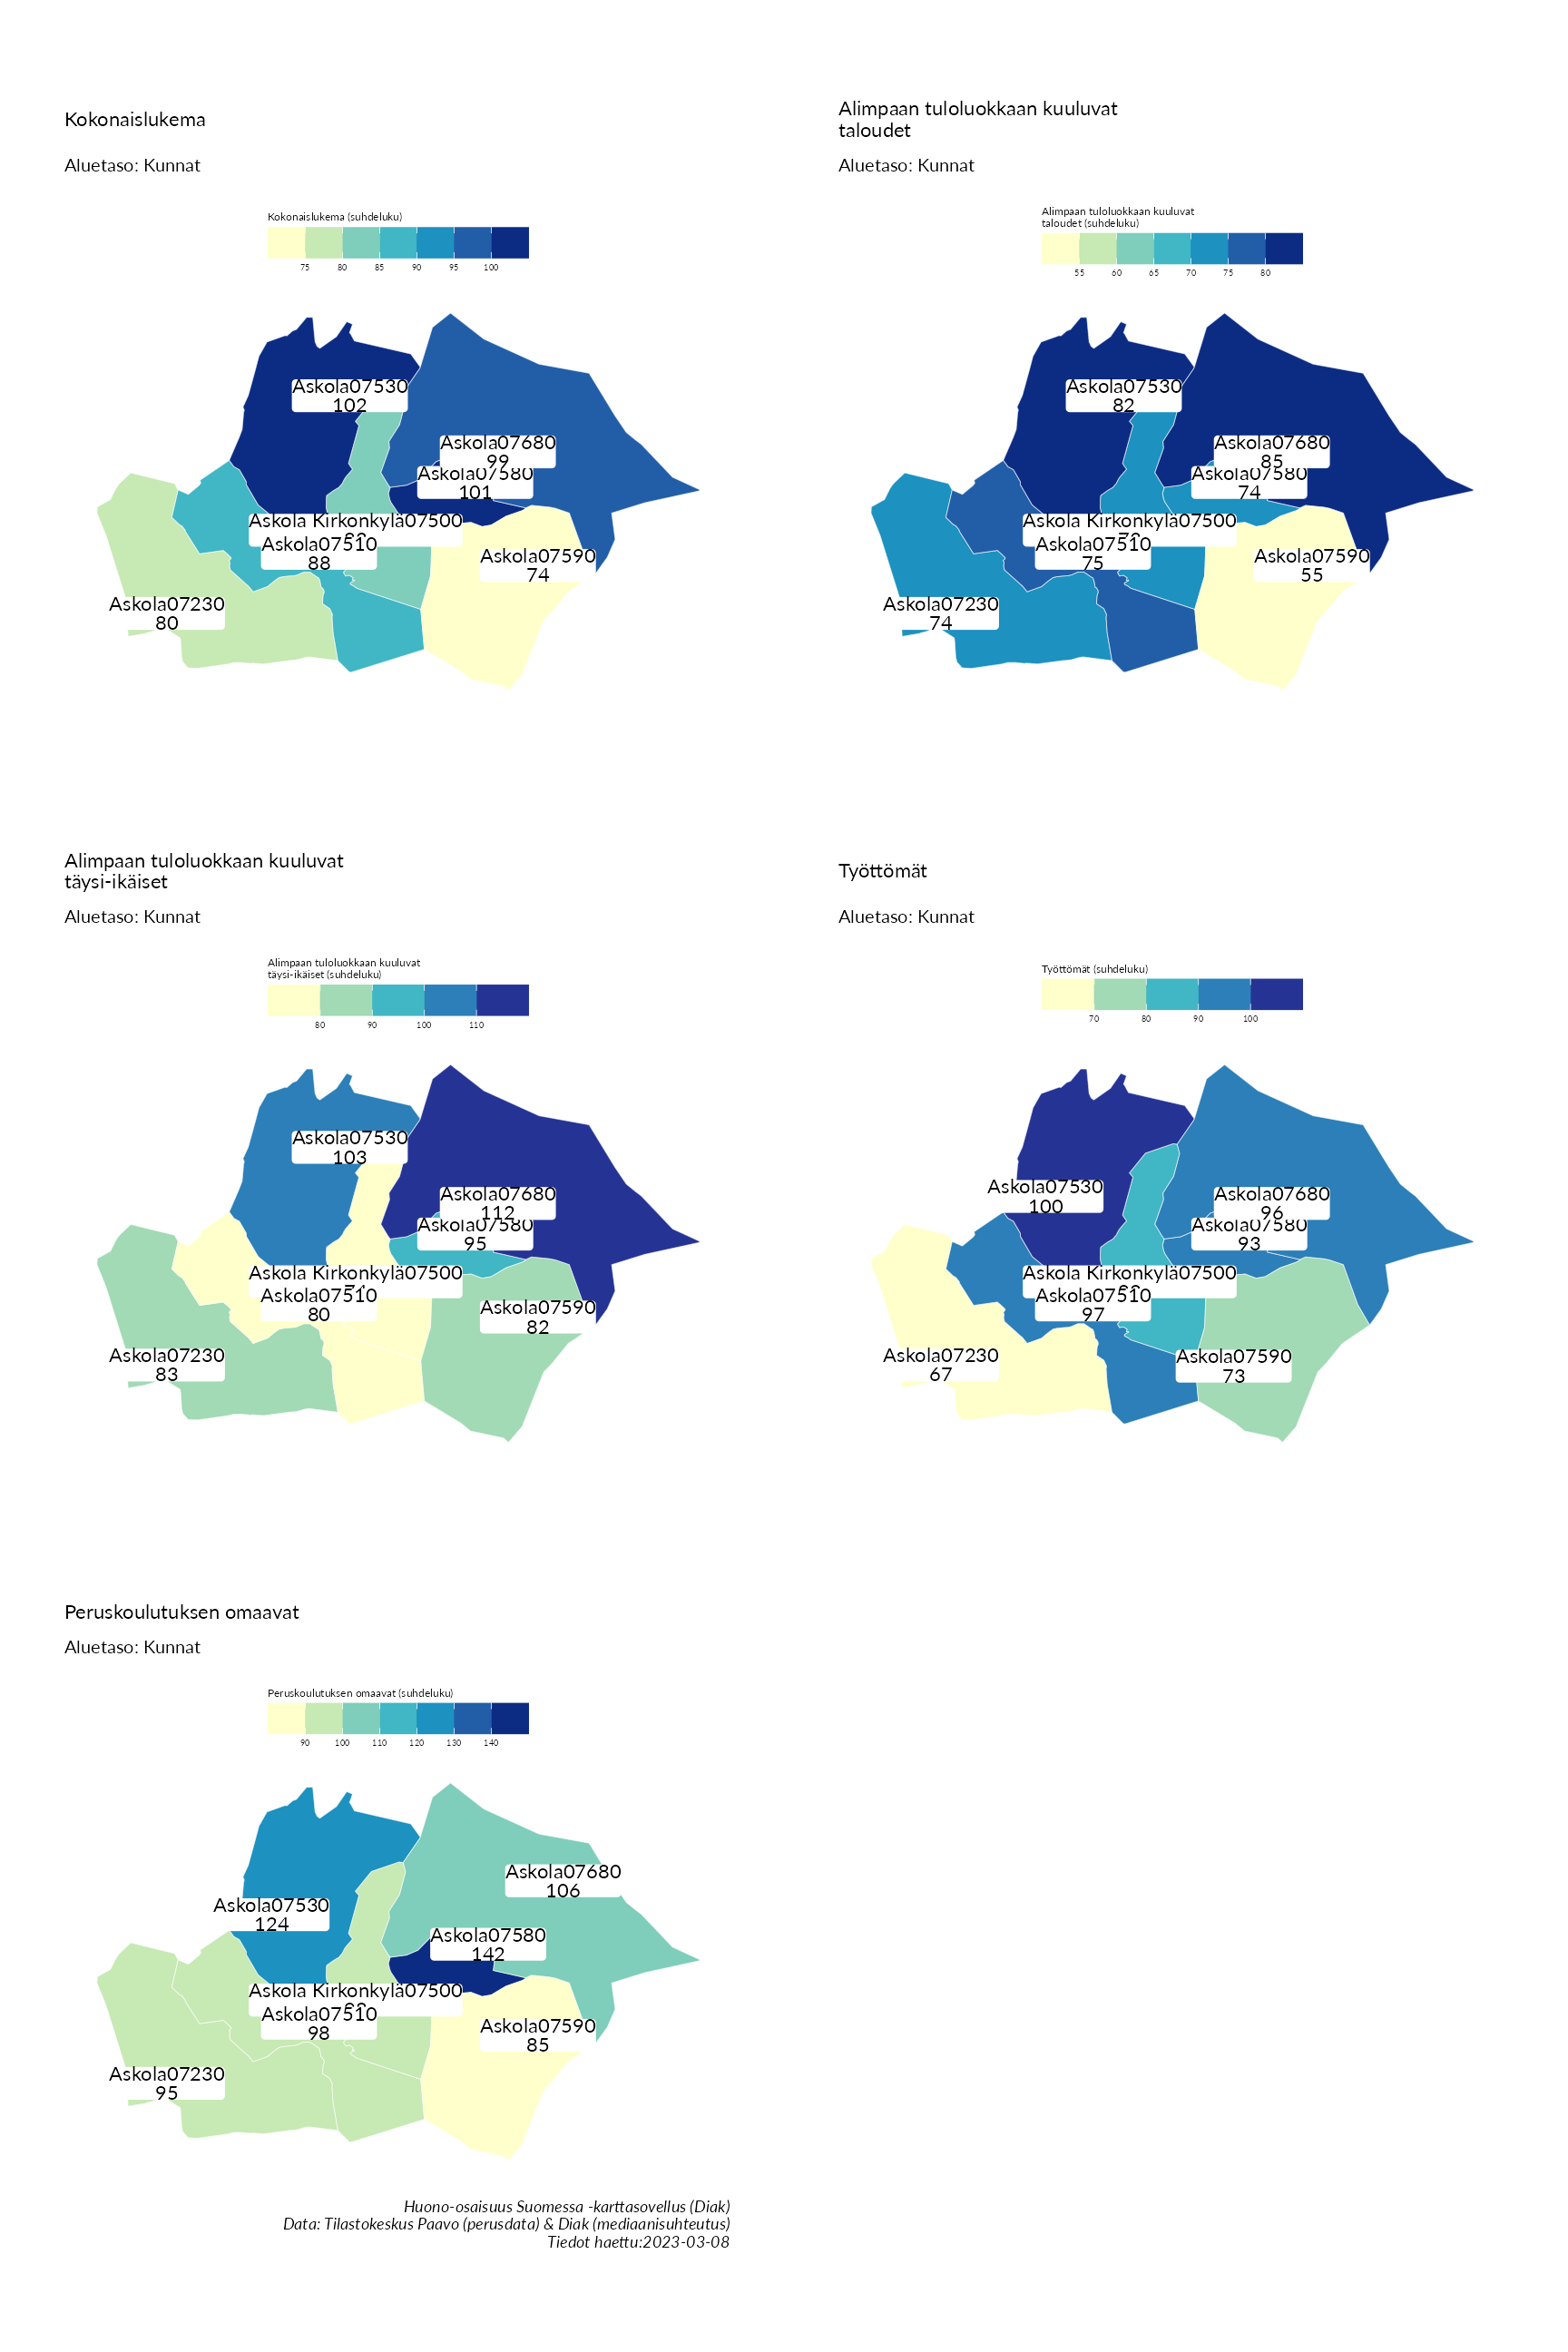 Kokonaislukema
Aluetaso: Kunnat
Kokonaislukema (suhdeluku)
75 80 85 90 95 100
Askola07530
102
Askola07680
99
Askola07580
101
Askola Kirkonkylä07500
Askola07510
88
Askola07590
74
Askola07230
80
Alimpaan tuloluokkaan kuuluvat
taloudet
Aluetaso: Kunnat
Alimpaan tuloluokkaan kuuluvat
taloudet (suhdeluku)
55 60 65 70 75 80
Askola07530
82
Askola07680
85
Askola07580
74
Askola Kirkonkylä07500
Askola07510
75
Askola07590
55
Askola07230
74
Alimpaan tuloluokkaan kuuluvat
täysi-ikäiset
Aluetaso: Kunnat
Alimpaan tuloluokkaan kuuluvat
täysi-ikäiset (suhdeluku)
80 90 100 110
Askola07530
103
Askola07680
112
Askola07580
95
Askola Kirkonkylä07500
Askola07510
80
Askola07590
82
Askola07230
83
Työttömät
Aluetaso: Kunnat
Työttömät (suhdeluku)
70 80 90 100
Askola07530
100
Askola07680
96
Askola07580
93
Askola Kirkonkylä07500
Askola07510
97
Askola07230
67
Askola07590
73
Peruskoulutuksen omaavat
Aluetaso: Kunnat
Peruskoulutuksen omaavat (suhdeluku)
90 100 110 120 130 140
Askola07680
106
Askola07530
124
Askola07580
142
Askola Kirkonkylä07500
Askola07510
98
Askola07590
85
Askola07230
95
Huono-osaisuus Suomessa -karttasovellus (Diak)
Data: Tilastokeskus Paavo (perusdata) & Diak (mediaanisuhteutus)
Tiedot haettu:2023-03-08